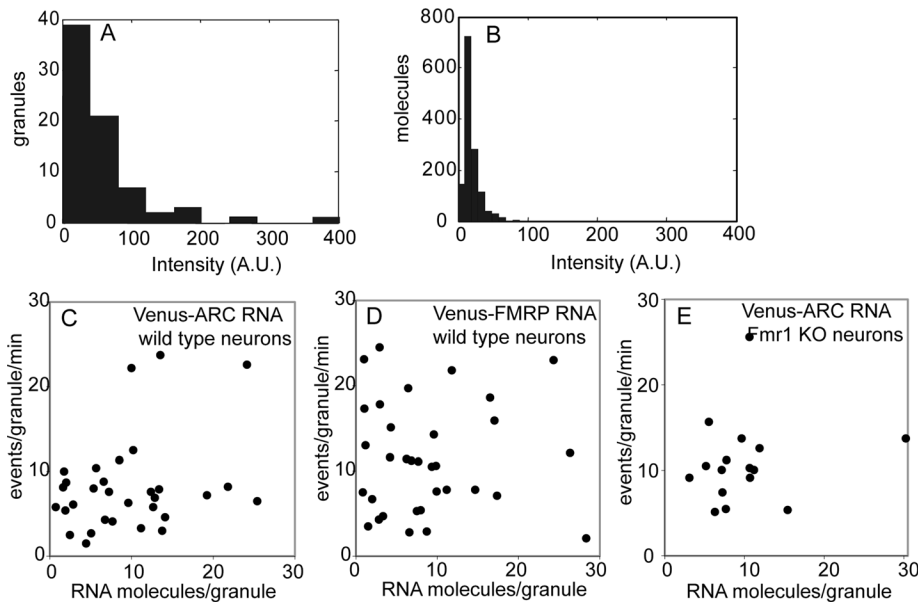 A
40
30
20
10
0
granules
0 100 200 300 400
Intensity (A.U.)
B
800
600
400
200
0
molecules
0 100 200 300 400
Intensity (A.U.)
C
Venus-ARC RNA
wild type neurons
30
20
10
0
events/granule/min
0 10 20 30
RNA molecules/granule
D
Venus-FMRP RNA
wild type neurons
30
20
10
0
events/granule/min
0 10 20 30
RNA molecules/granule
E
Venus-ARC RNA
Fmr1 KO neurons
30
20
10
0
events/granule/min
0 10 20 30
RNA molecules/granule